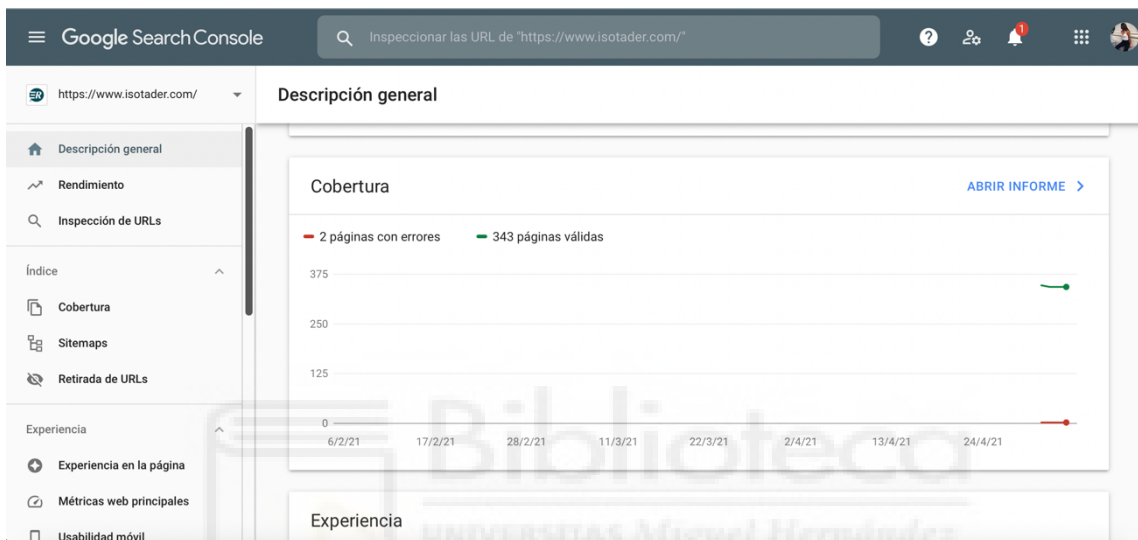 Google Search Console
Inspeccionar las URL de "https://www.isotader.com/"
1
https://www.isotader.com/
Descripción general
Descripción general
Rendimiento
Inspección de URLs
Índice
Cobertura
Sitemaps
Retirada de URLs
Experiencia
Experiencia en la página
Métricas web principales
Usabilidad móvil
Cobertura
ABRIR INFORME
2 páginas con errores
343 páginas válidas
375
250
125
0
6/2/21 17/2/21 28/2/21 11/3/21 22/3/21 2/4/21 13/4/21 24/4/21
Experiencia
Biblioteca
UNIVERSITAS Miguel Hernández